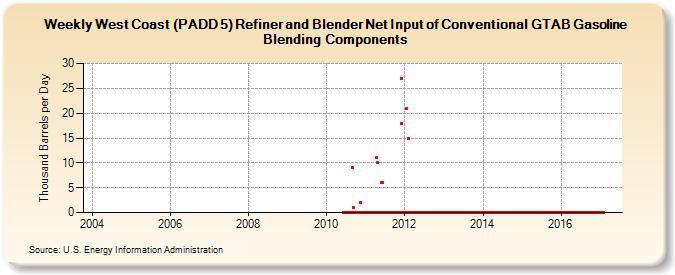 Weekly West Coast (PADD 5) Refiner and Blender Net Input of Conventional GTAB Gasoline
Blending Components
Thousand Barrels per Day
30
25
20
15
10
5
0
2004 2006 2008 2010 2012 2014 2016
Source: U.S. Energy Information Administration